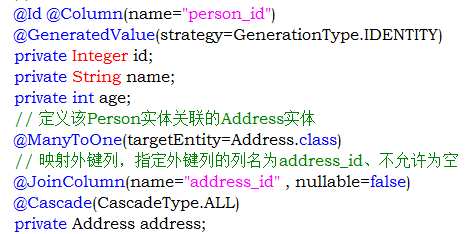 @Id @Column(name="person_id")
@GeneratedValue(strategy=GenerationType.IDENTITY)
private Integer id;
private String name;
private int age;
// 定义该Person实体关联的Address实体
@ManyToOne(targetEntity=Address.class)
// 映射外键列，指定外键列的列名为address_id、不允许为空
@JoinColumn(name="address_id" , nullable=false)
@Cascade(CascadeType.ALL)
private Address address;